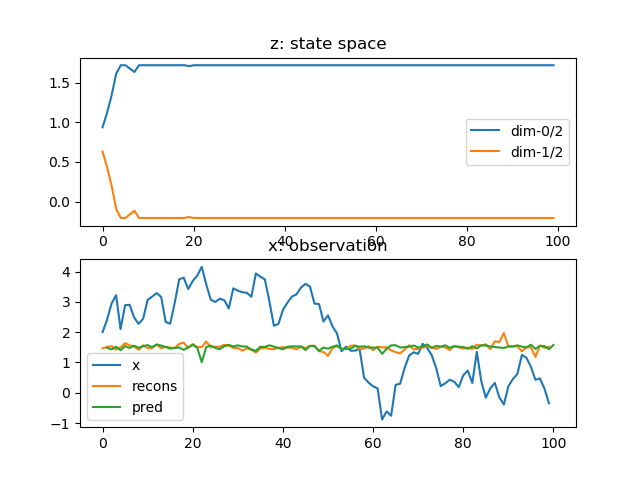 z: state space
1.5
1.0
0.5
0.0
dim-0/2
dim-1/2
0 20 40 60 80 100
x: observation
4
3
2
1
0
−1
x
recons
pred
0 20 40 60 80 100